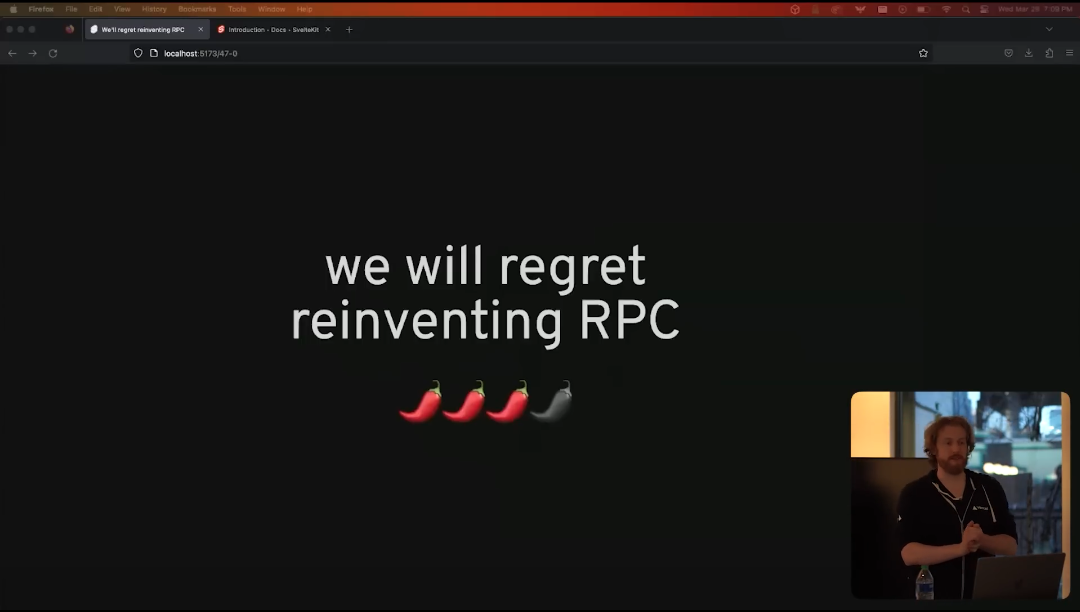 Firefox File Edit View History Bookmarks Tools Window Help
We'll regret reinventing RPC
Introduction - Docs - SvelteKit
localhost:5173/47-0
we will regret
reinventing RPC